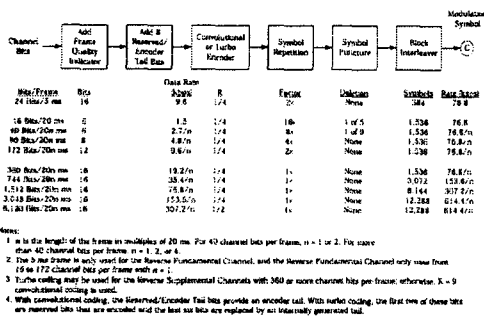 Modulation
Symbol
Channel
Bits
Add
Frame
Quality
Indicator
Add 8
Reserved/
Encoder
Tail Bits
Convolutional
or Turbo
Encoder
Symbol
Repetition
Symbol
Puncture
Block
Interleaver
C
Bits/Frame Bits Data Rate (kbps) R Factor Deletion Symbols Rate (ksps)
24 Bits/5 ms 16 9.6 1/4 2x None 384 76.8
16 Bits/20 ms 6 1.5 1/4 16x 1 of 5 1,536 76.8
40 Bits/20n ms 6 2.7/n 1/4 8x 1 of 9 1,536 76.8/n
80 Bits/20n ms 8 4.8/n 1/4 4x None 1,536 76.8/n
172 Bits/20n ms 12 9.6/n 1/4 2x None 1,536 76.8/n
360 Bits/20n ms 16 19.2/n 1/4 1x None 1,536 76.8/n
744 Bits/20n ms 16 38.4/n 1/4 1x None 3,072 153.6/n
1,512 Bits/20n ms 16 76.8/n 1/4 1x None 6,144 307.2/n
3,048 Bits/20n ms 16 153.6/n 1/4 1x None 12,288 614.4/n
6,120 Bits/20n ms 16 307.2/n 1/2 1x None 12,288 614.4/n
Notes:
1. n is the length of the frame in multiples of 20 ms. For 40 channel bits per frame, n = 1 or 2. For more
than 40 channel bits per frame, n = 1, 2, or 4.
2. The 5 ms frame is only used for the Reverse Fundamental Channel, and the Reverse Fundamental Channel only uses from
16 to 172 channel bits per frame with n = 1.
3. Turbo coding may be used for the Reverse Supplemental Channels with 360 or more channel bits per frame; otherwise, K = 9
convolutional coding is used.
4. With convolutional coding, the Reserved/Encoder Tail bits provide an encoder tail. With turbo coding, the first two of these bits
are reserved bits that are encoded and the last six bits are replaced by an internally generated tail.